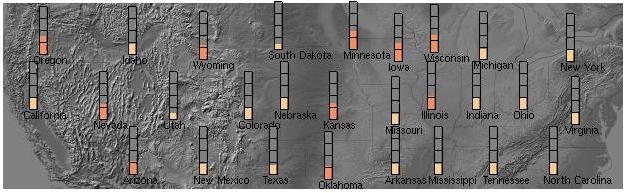 Oregon Idaho Wyoming South Dakota Minnesota Iowa Wisconsin Michigan New York
California Nevada Utah Colorado Nebraska Kansas Missouri Illinois Indiana Ohio Virginia
Arizona New Mexico Texas Oklahoma Arkansas Mississippi Tennessee North Carolina